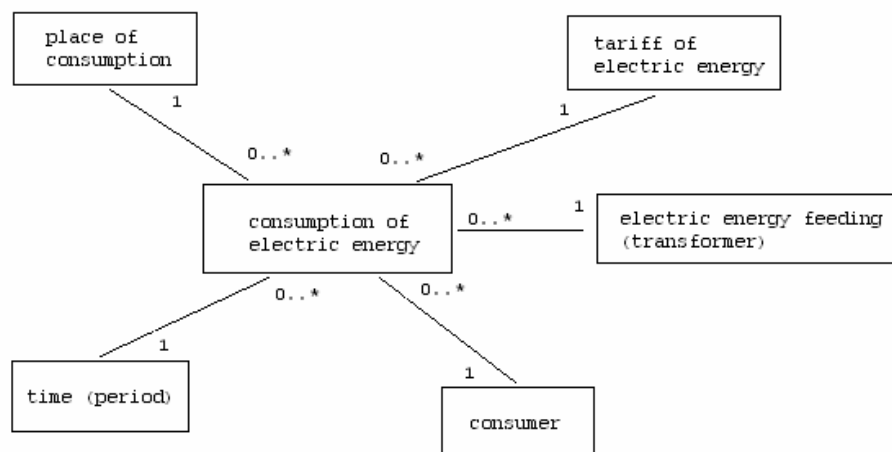 place of
consumption
tariff of
electric energy
1
1
0..*
0..*
consumption of
electric energy
0..*
1
electric energy feeding
(transformer)
0..*
0..*
1
1
time (period)
consumer